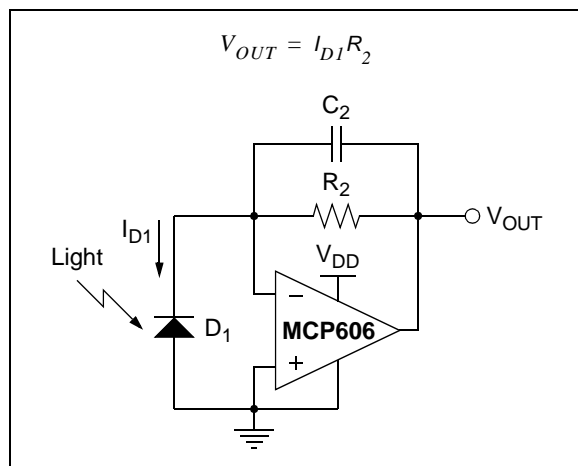 V_OUT = I_D1 R_2
C_2
R_2
I_D1
V_OUT
Light
V_DD
−
D_1
MCP606
+